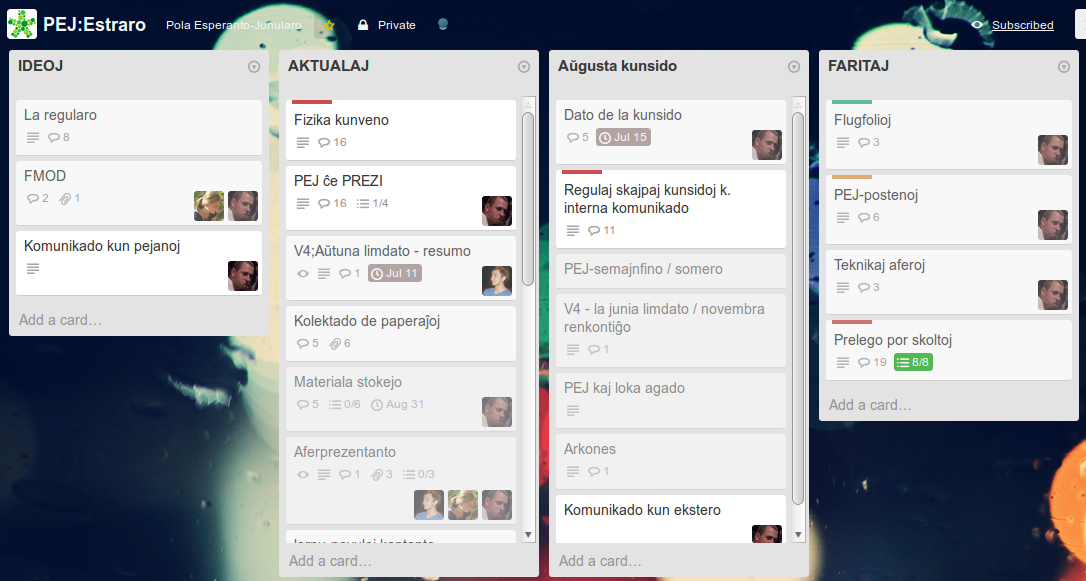 PEJ:Estraro
Pola Esperanto-Junularo
Private
Subscribed
IDEOJ
La regularo
8
FMOD
2
1
Komunikado kun pejanoj
Add a card…
AKTUALAJ
Fizika kunveno
16
PEJ ĉe PREZI
16
1/4
V4;Aŭtuna limdato - resumo
1
Jul 11
Kolektado de paperaĵoj
5
6
Materiala stokejo
5
0/6
Aug 31
Aferprezentanto
1
3
0/3
Add a card…
Aŭgusta kunsido
Dato de la kunsido
5
Jul 15
Regulaj skajpaj kunsidoj k.
interna komunikado
11
PEJ-semajnfino / somero
V4 - la junia limdato / novembra
renkontiĝo
1
PEJ kaj loka agado
Arkones
1
Komunikado kun ekstero
Add a card…
FARITAJ
Flugfolioj
3
PEJ-postenoj
6
Teknikaj aferoj
3
Prelego por skoltoj
19
8/8
Add a card…